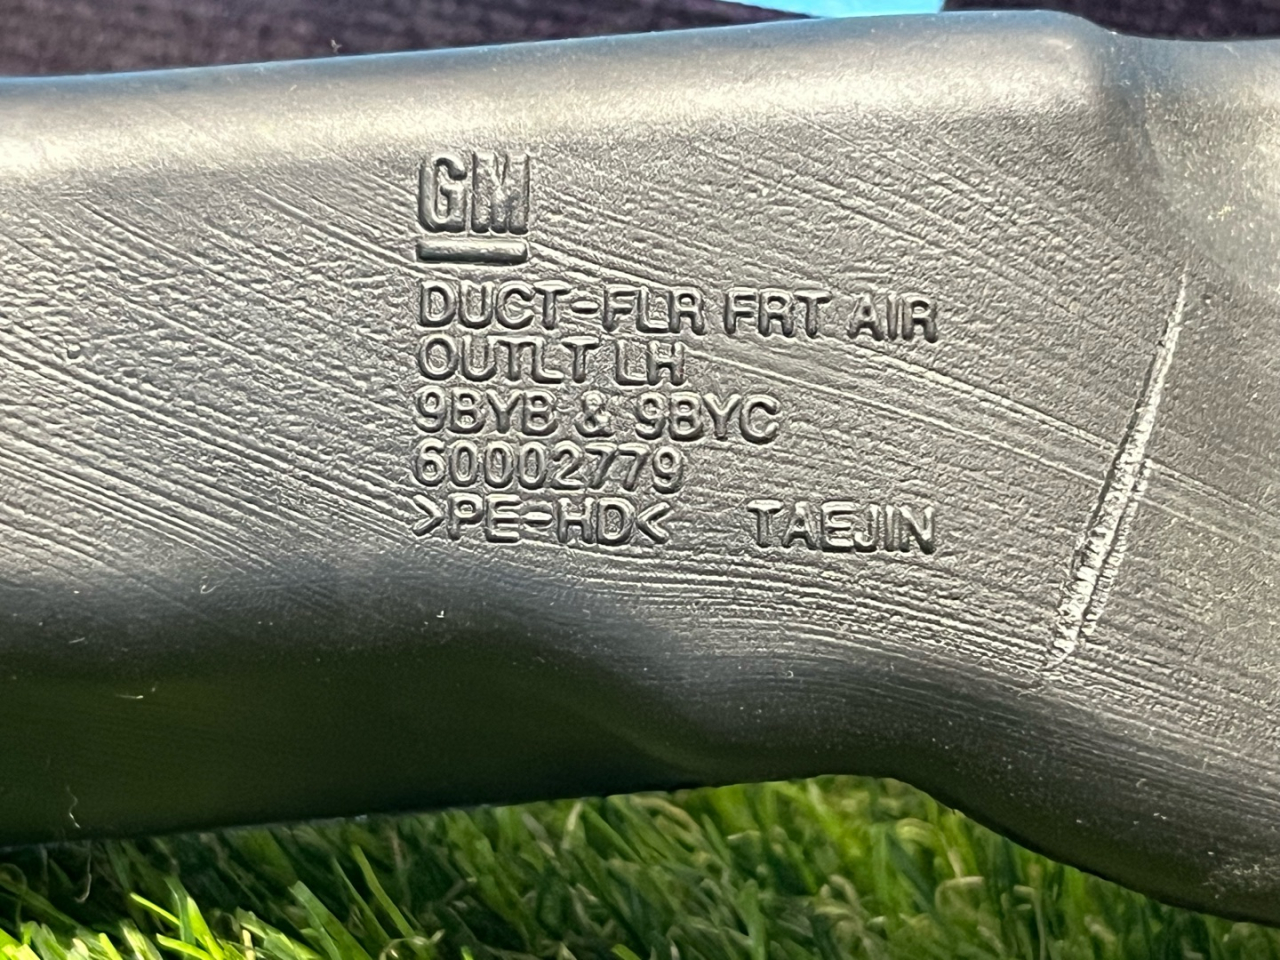 GM
DUCT-FLR FRT AIR
OUTLT LH
9BYB & 9BYC
60002779
>PE-HD< TAEJIN